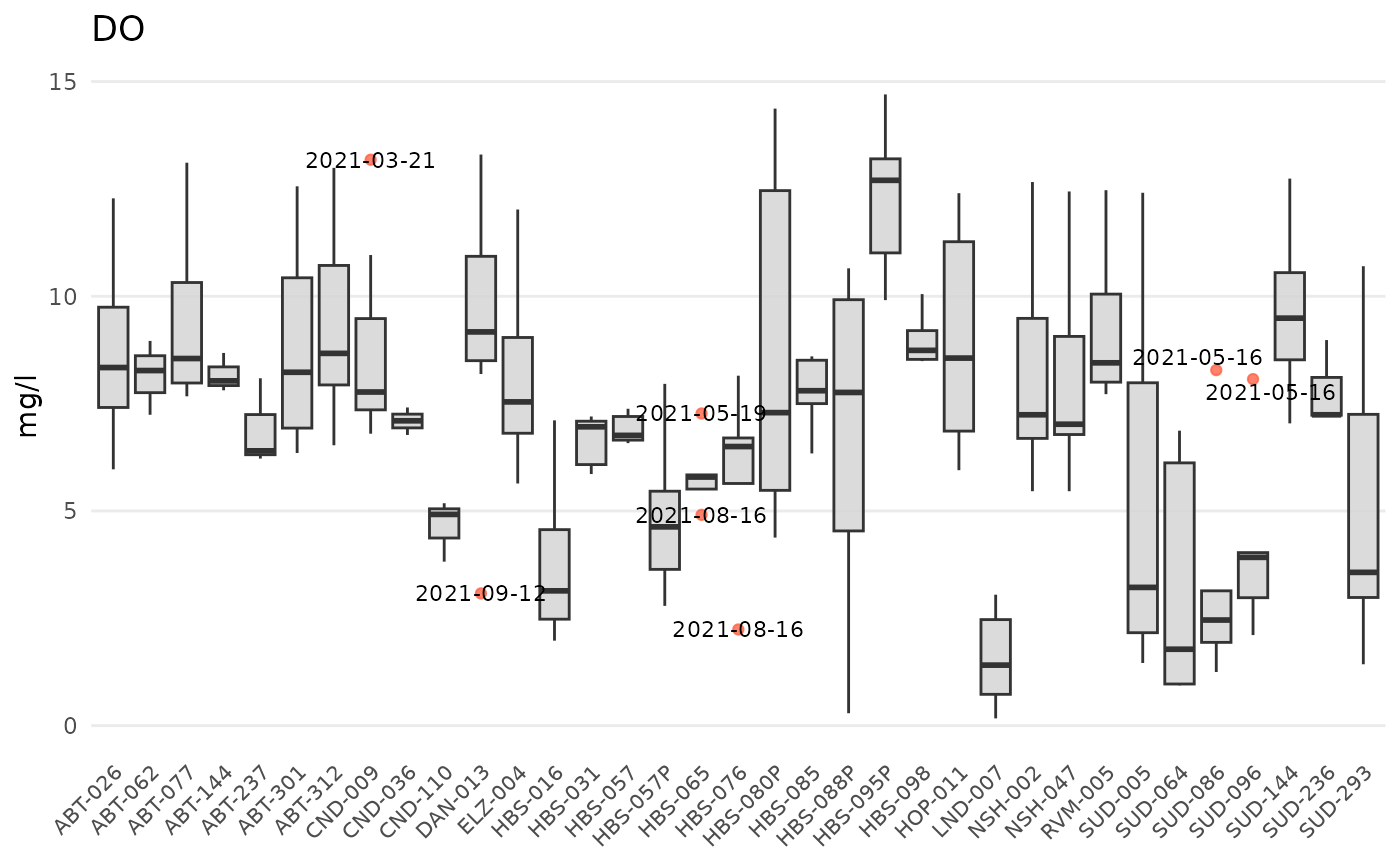 DO
15
2021-03-21
10
mg/l
2021-05-16
2021-05-16
2021-05-19
5
2021-08-16
2021-09-12
2021-08-16
0
ABT-026
ABT-062
ABT-077
ABT-144
ABT-237
ABT-301
ABT-312
CND-009
CND-036
CND-110
DAN-013
ELZ-004
HBS-016
HBS-031
HBS-057
HBS-057P
HBS-065
HBS-076
HBS-080P
HBS-085
HBS-088P
HBS-095P
HBS-098
HOP-011
LND-007
NSH-002
NSH-047
RVM-005
SUD-005
SUD-064
SUD-086
SUD-096
SUD-144
SUD-236
SUD-293